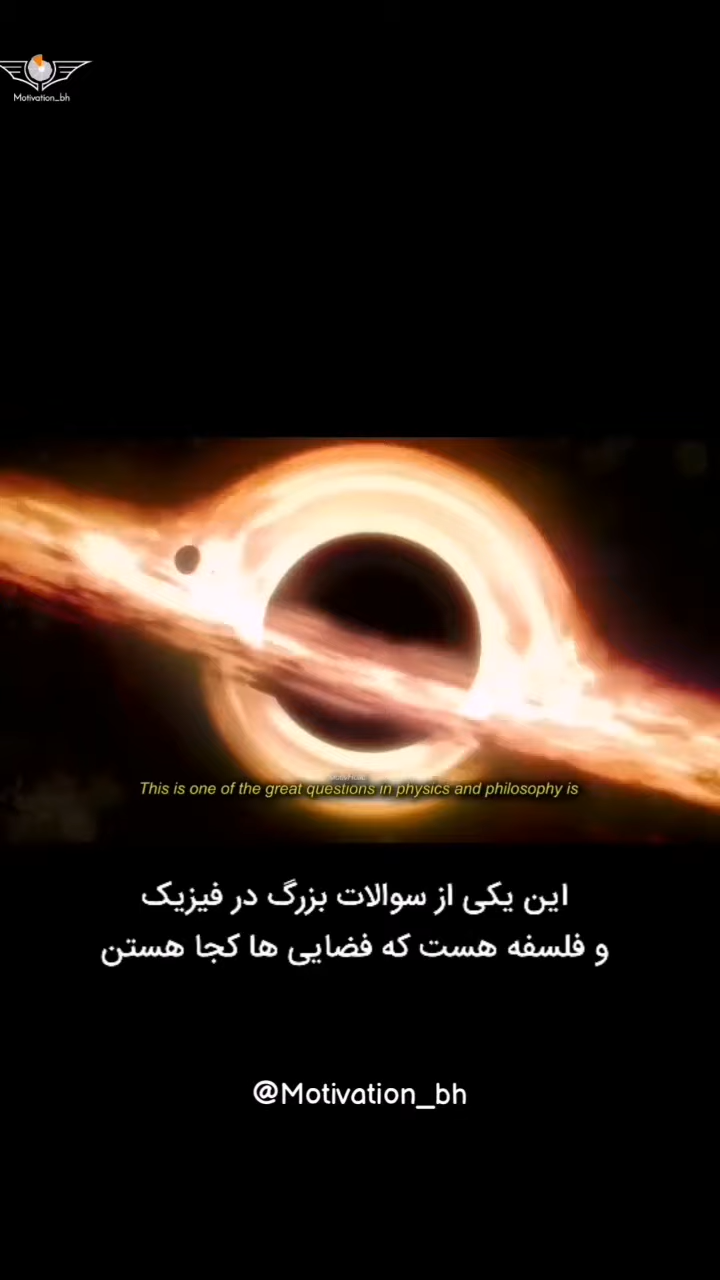 Motivation_bh
This is one of the great questions in physics and philosophy is
این یکی از سوالات بزرگ در فیزیک
و فلسفه هست که فضایی ها کجا هستن
@Motivation_bh